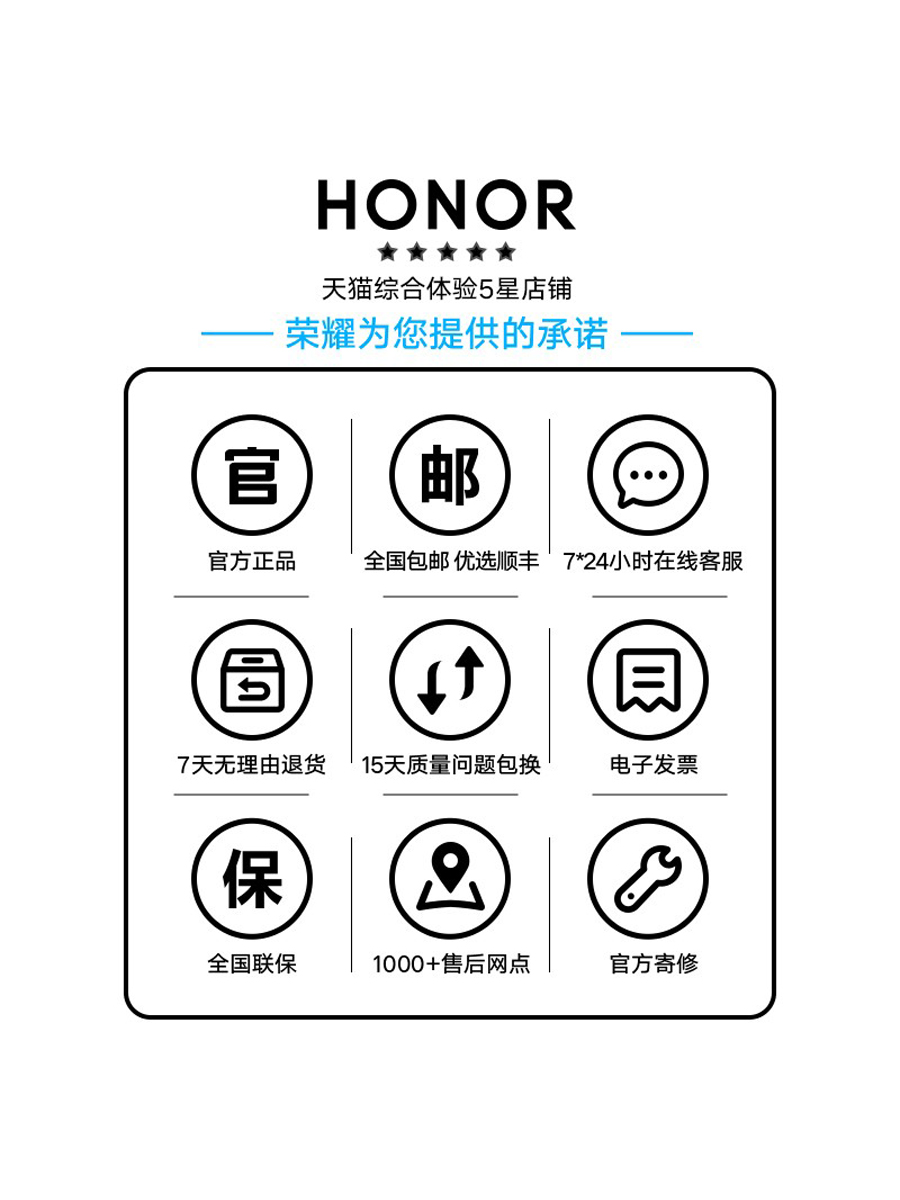 HONOR
天猫综合体验5星店铺
荣耀为您提供的承诺
官
邮
官方正品
全国包邮 优选顺丰
7*24小时在线客服
7天无理由退货
15天质量问题包换
电子发票
保
全国联保
1000+售后网点
官方寄修